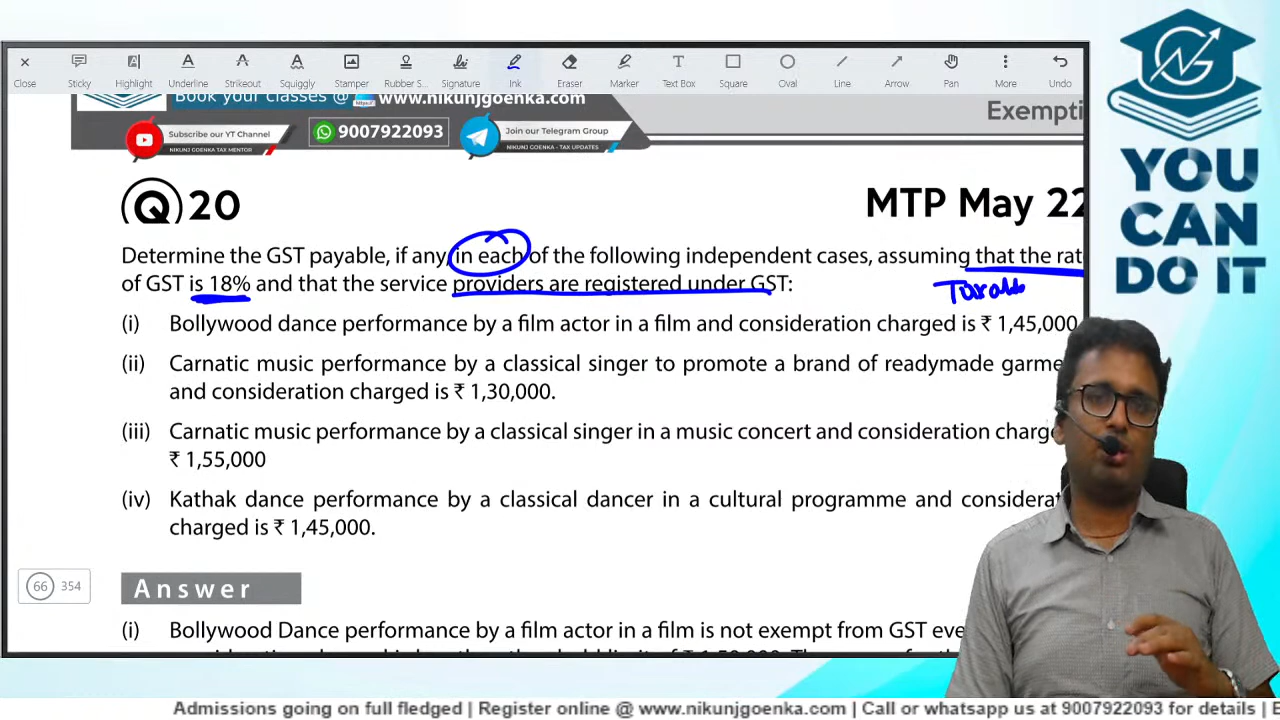 Close
Sticky
Highlight
Underline
Strikeout
Squiggly
Stamper
Rubber S...
Signature
Ink
Eraser
Marker
Text Box
Square
Oval
Line
Arrow
Pan
More
Undo
Book your classes @ www.nikunjgoenka.com
Exempti
Subscribe our YT Channel
NIKUNJ GOENKA TAX MENTOR
9007922093
Join our Telegram Group
NIKUNJ GOENKA - TAX UPDATES
Q 20
MTP May 22
Determine the GST payable, if any, in each of the following independent cases, assuming that the rat
of GST is 18% and that the service providers are registered under GST:
(i) Bollywood dance performance by a film actor in a film and consideration charged is ₹ 1,45,000
(ii) Carnatic music performance by a classical singer to promote a brand of readymade garme
and consideration charged is ₹ 1,30,000.
(iii) Carnatic music performance by a classical singer in a music concert and consideration charge
₹ 1,55,000
(iv) Kathak dance performance by a classical dancer in a cultural programme and considerat
charged is ₹ 1,45,000.
66 354
Answer
(i) Bollywood Dance performance by a film actor in a film is not exempt from GST eve
YOU
CAN
DO IT
Admissions going on full fledged | Register online @ www.nikunjgoenka.com | Call or whatsapp us at 9007922093 for details | E